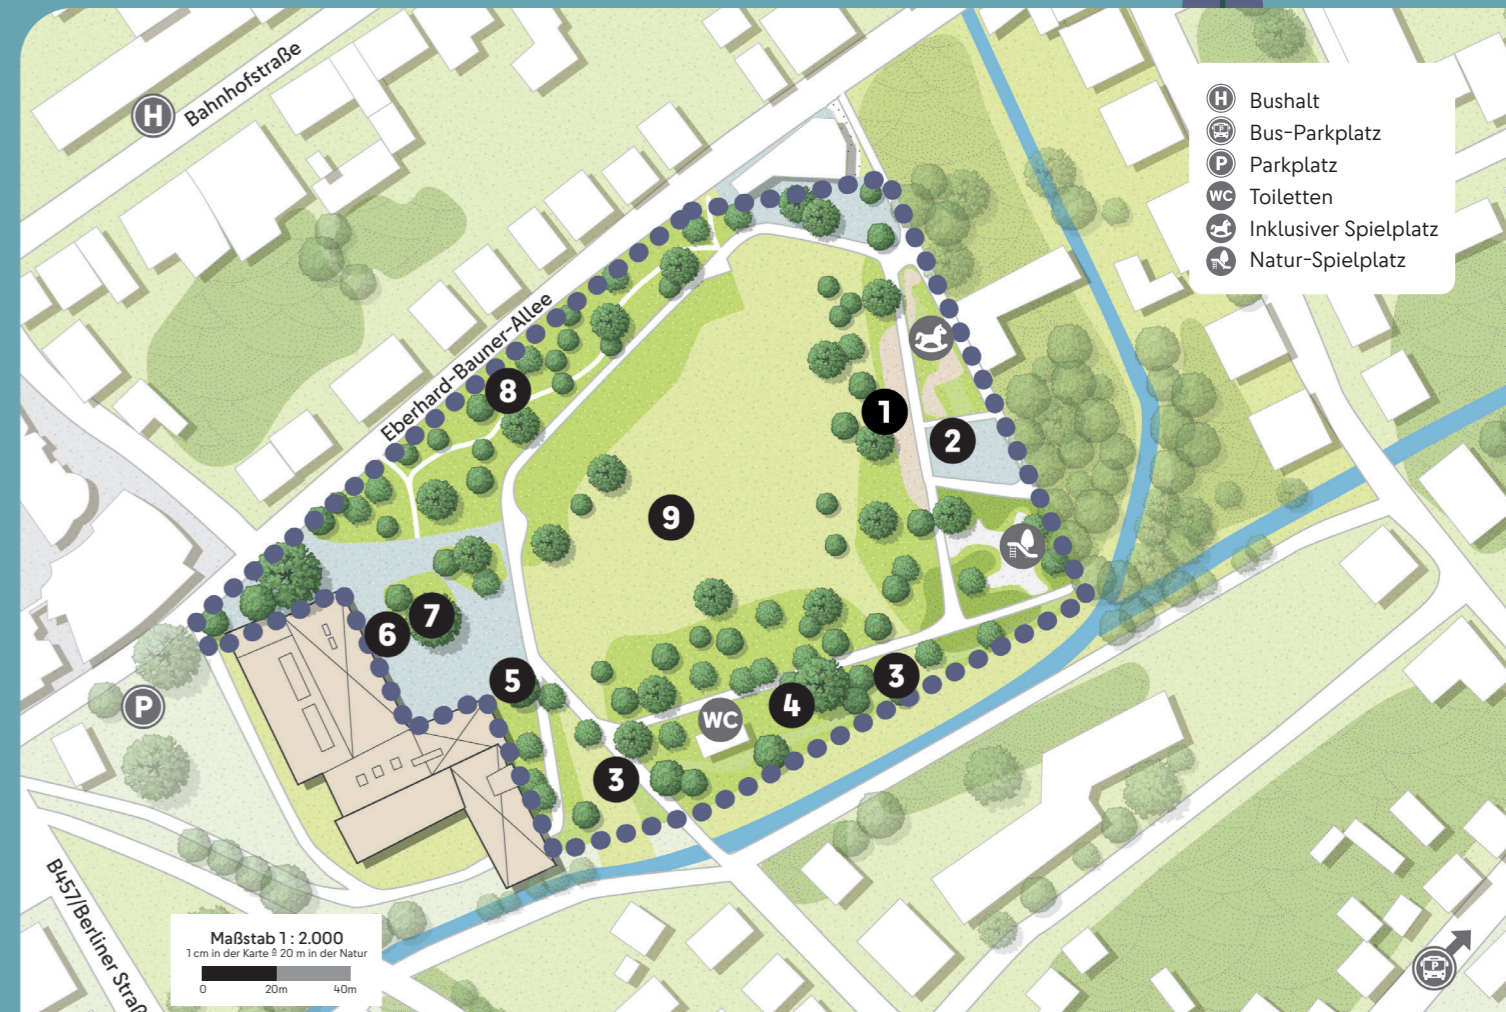 H
Bahnhofstraße
H Bushalt
P Bus-Parkplatz
P Parkplatz
WC Toiletten
Inklusiver Spielplatz
Natur-Spielplatz
Eberhard-Bauner-Allee
8
1
2
9
7
6
5
3
4
WC
3
P
B457/Berliner Straß
Maßstab 1 : 2.000
1 cm in der Karte ≙ 20 m in der Natur
0 20m 40m
P